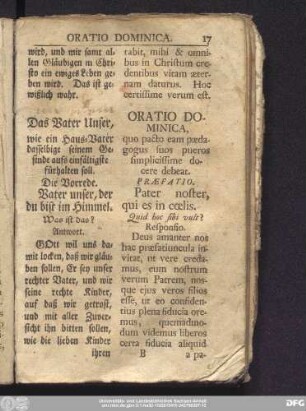 ORATIO DOMINICA. 17
wird, und wir samt al-
len Gläubigen in Chri-
sto ein ewiges Leben ge-
ben wird. Das ist ge-
wißlich wahr.
Das Vater Unser,
wie ein Haus-Vater
dasselbige seinem Ge-
sinde aufs einfältigste
fürhalten soll.
Die Vorrede.
Vater unser, der
du bist im Himmel.
Was ist das?
Antwort.
GOtt wil uns da-
mit locken, daß wir gläu-
ben sollen, Er sey unser
rechter Vater, und wir
seine rechte Kinder,
auf daß wir getrost,
und mit aller Zuver-
sicht ihn bitten sollen,
wie die lieben Kinder
ihren
rabit, mihi & omni-
bus in Christum cre-
dentibus vitam æter-
nam daturus. Hoc
certissime verum est.
ORATIO DO-
MINICA,
quo pacto eam pæda-
gogus suos pueros
simplicissime do-
cere debeat.
PRÆFATIO.
Pater noster,
qui es in cœlis.
Quid hoc sibi vult?
Responsio.
Deus amanter nos
hac præfatiuncula in-
vitat, ut vere creda-
mus, eum nostrum
verum Patrem, nos-
que ejus veros filios
esse, ut eo confiden-
tius plena fiducia ore-
mus, quemadmo-
dum videmus liberos
certa fiducia aliquid
B a pa-
DFG